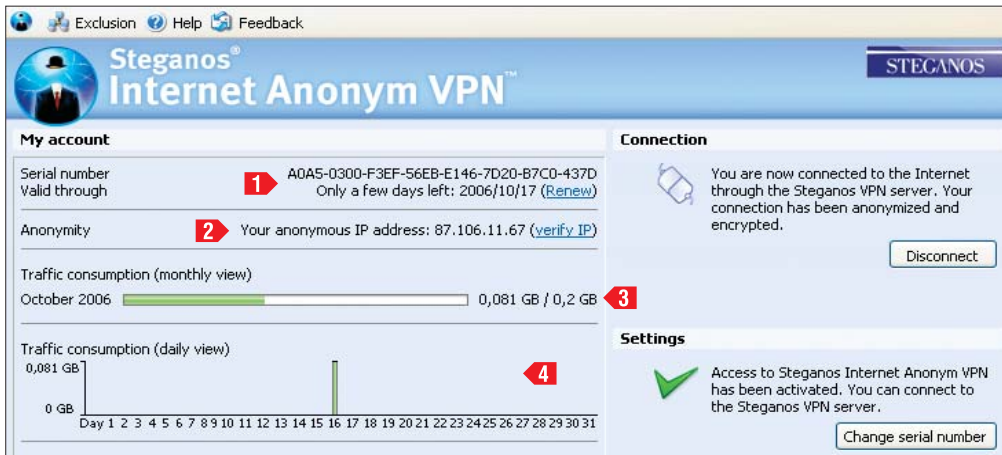 Exclusion Help Feedback
Steganos®
Internet Anonym VPN™
STEGANOS
My account
Serial number A0A5-0300-F3EF-56EB-E146-7D20-B7C0-437D
Valid through 1 Only a few days left: 2006/10/17 (Renew)
Anonymity 2 Your anonymous IP address: 87.106.11.67 (verify IP)
Traffic consumption (monthly view)
October 2006 0,081 GB / 0,2 GB 3
Traffic consumption (daily view)
0,081 GB
4
0 GB
Day 1 2 3 4 5 6 7 8 9 10 11 12 13 14 15 16 17 18 19 20 21 22 23 24 25 26 27 28 29 30 31
Connection
You are now connected to the Internet
through the Steganos VPN server. Your
connection has been anonymized and
encrypted.
Disconnect
Settings
Access to Steganos Internet Anonym VPN
has been activated. You can connect to
the Steganos VPN server.
Change serial number